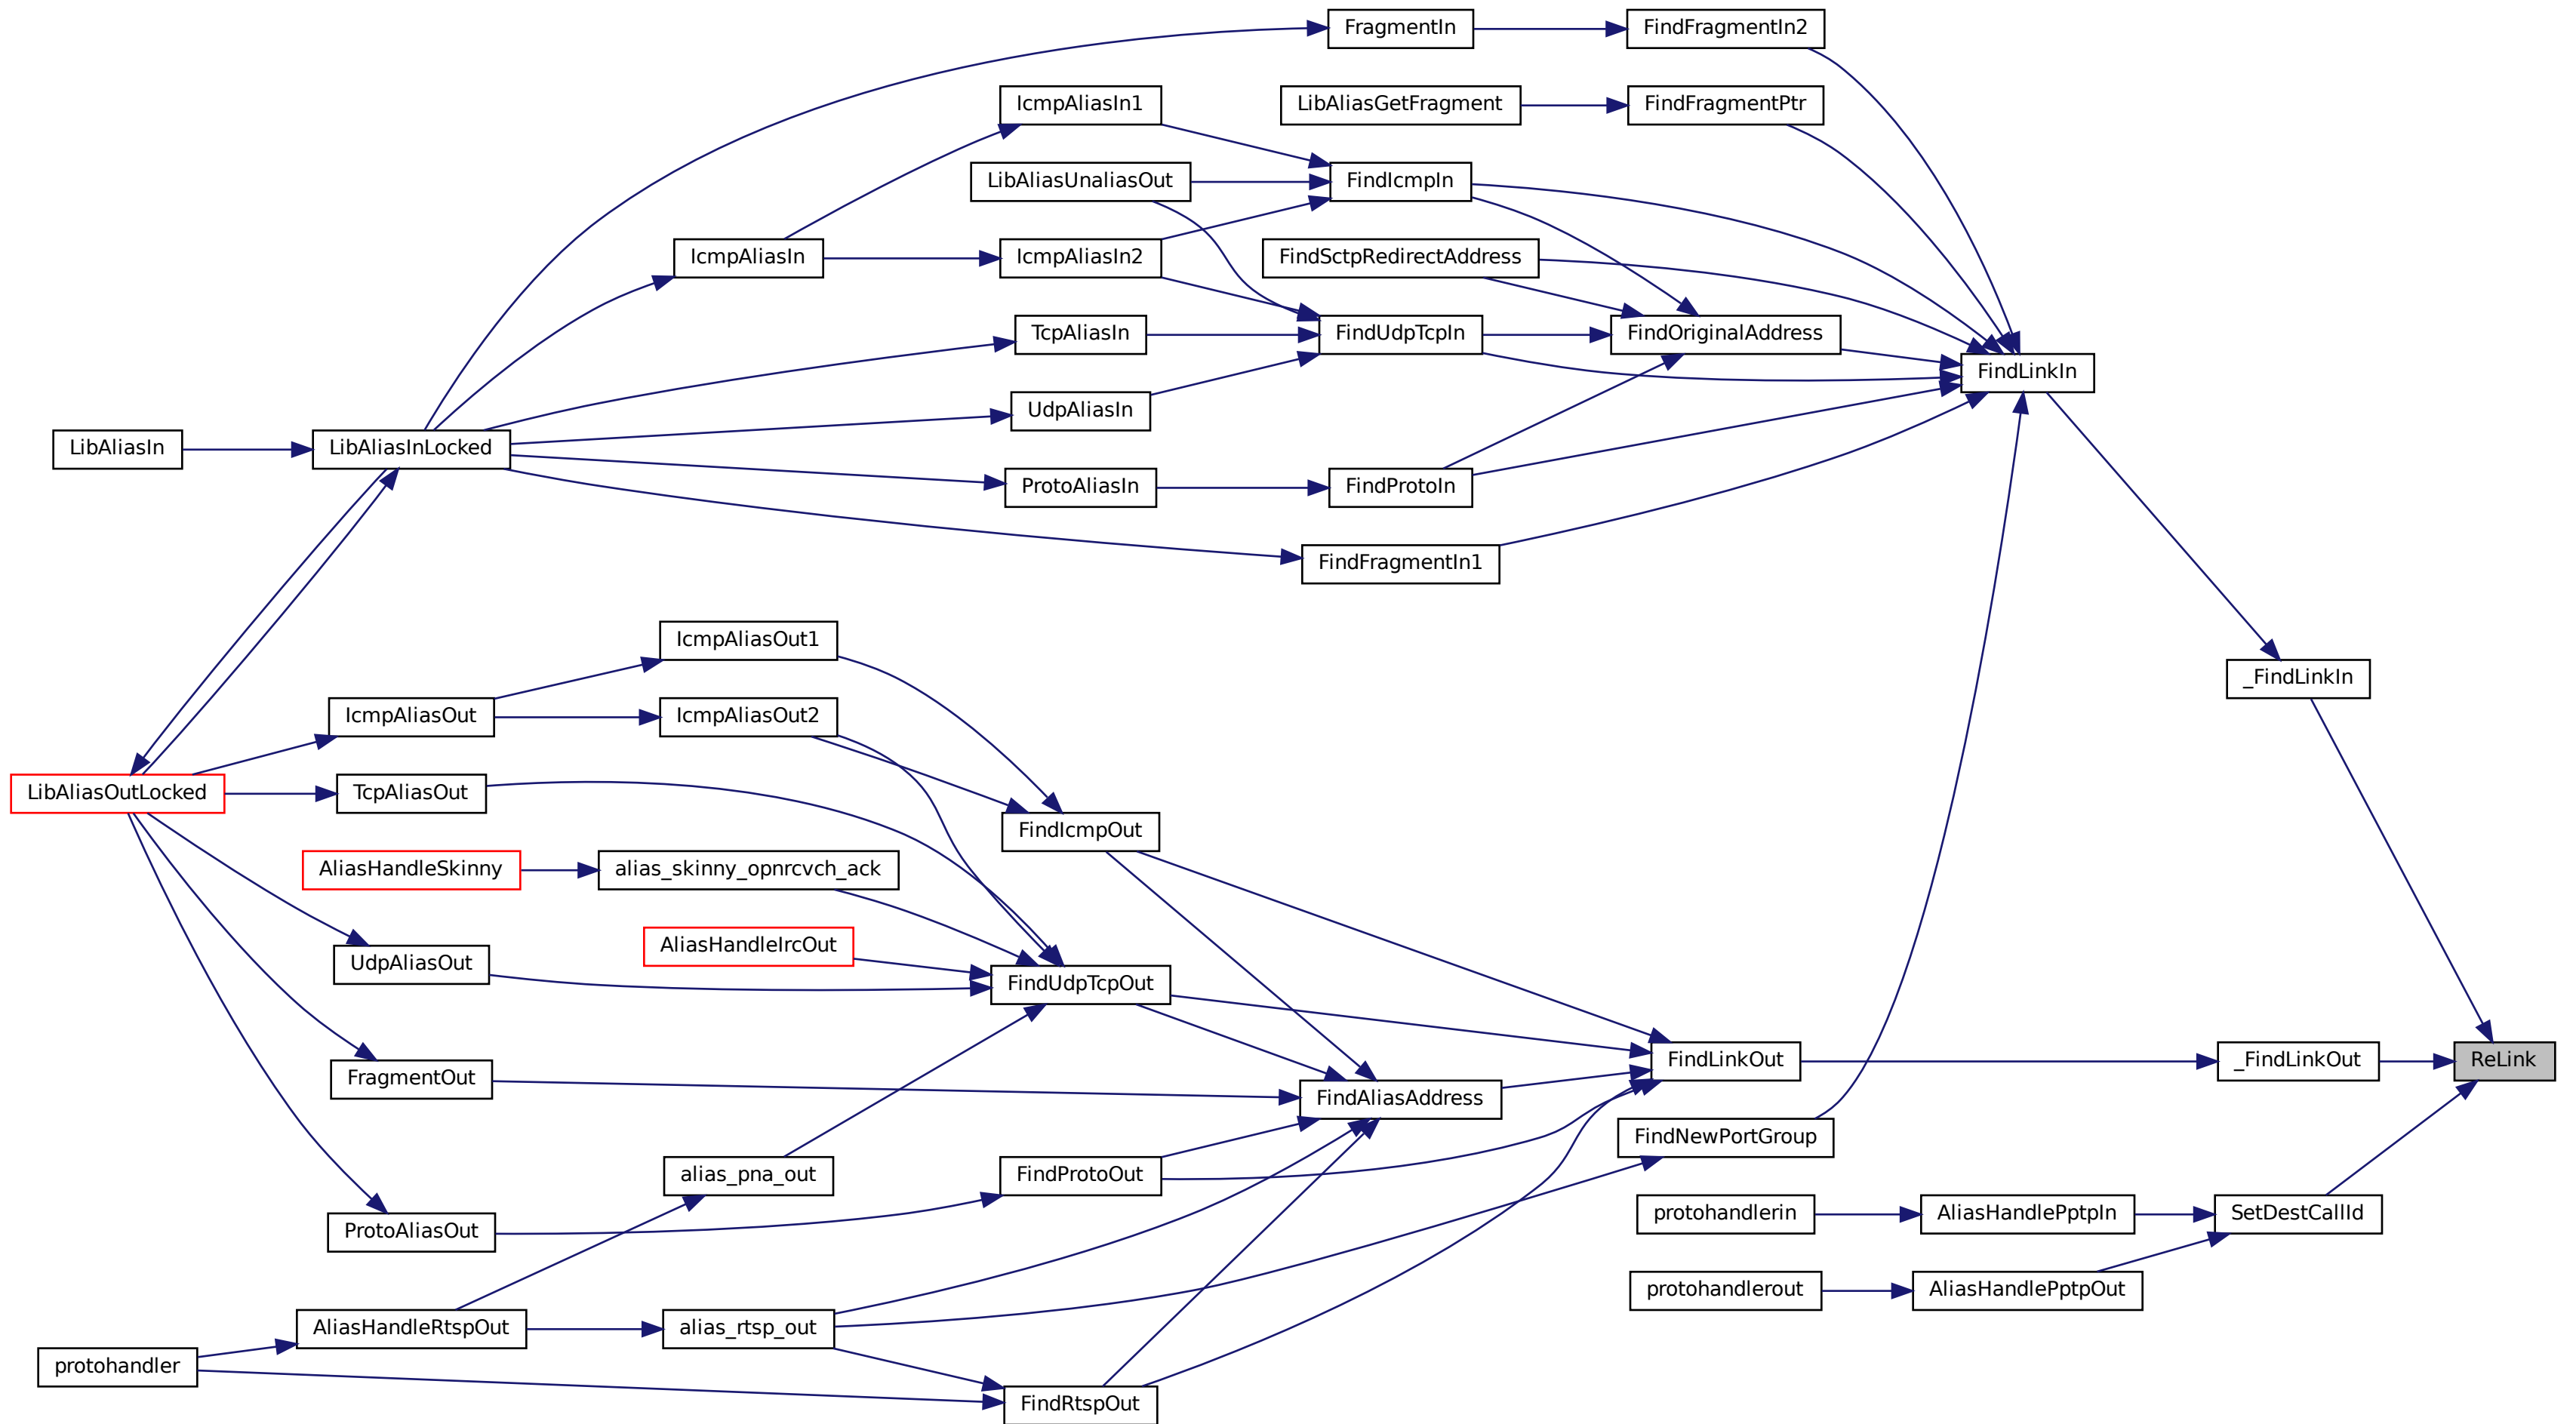 FragmentIn
FindFragmentIn2
IcmpAliasIn1
LibAliasGetFragment
FindFragmentPtr
LibAliasUnaliasOut
FindIcmpIn
IcmpAliasIn
IcmpAliasIn2
FindSctpRedirectAddress
TcpAliasIn
FindUdpTcpIn
FindOriginalAddress
FindLinkIn
UdpAliasIn
LibAliasIn
LibAliasInLocked
ProtoAliasIn
FindProtoIn
FindFragmentIn1
IcmpAliasOut1
_FindLinkIn
IcmpAliasOut
IcmpAliasOut2
LibAliasOutLocked
TcpAliasOut
FindIcmpOut
AliasHandleSkinny
alias_skinny_opnrcvch_ack
AliasHandleIrcOut
UdpAliasOut
FindUdpTcpOut
FindLinkOut
_FindLinkOut
ReLink
FragmentOut
FindAliasAddress
FindNewPortGroup
alias_pna_out
FindProtoOut
protohandlerin
AliasHandlePptpIn
SetDestCallId
ProtoAliasOut
protohandlerout
AliasHandlePptpOut
AliasHandleRtspOut
alias_rtsp_out
protohandler
FindRtspOut